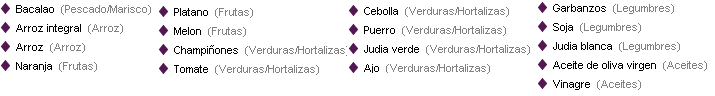 Bacalao (Pescado/Marisco)
Arroz integral (Arroz)
Arroz (Arroz)
Naranja (Frutas)
Platano (Frutas)
Melon (Frutas)
Champiñones (Verduras/Hortalizas)
Tomate (Verduras/Hortalizas)
Cebolla (Verduras/Hortalizas)
Puerro (Verduras/Hortalizas)
Judia verde (Verduras/Hortalizas)
Ajo (Verduras/Hortalizas)
Garbanzos (Legumbres)
Soja (Legumbres)
Judia blanca (Legumbres)
Aceite de oliva virgen (Aceites)
Vinagre (Aceites)